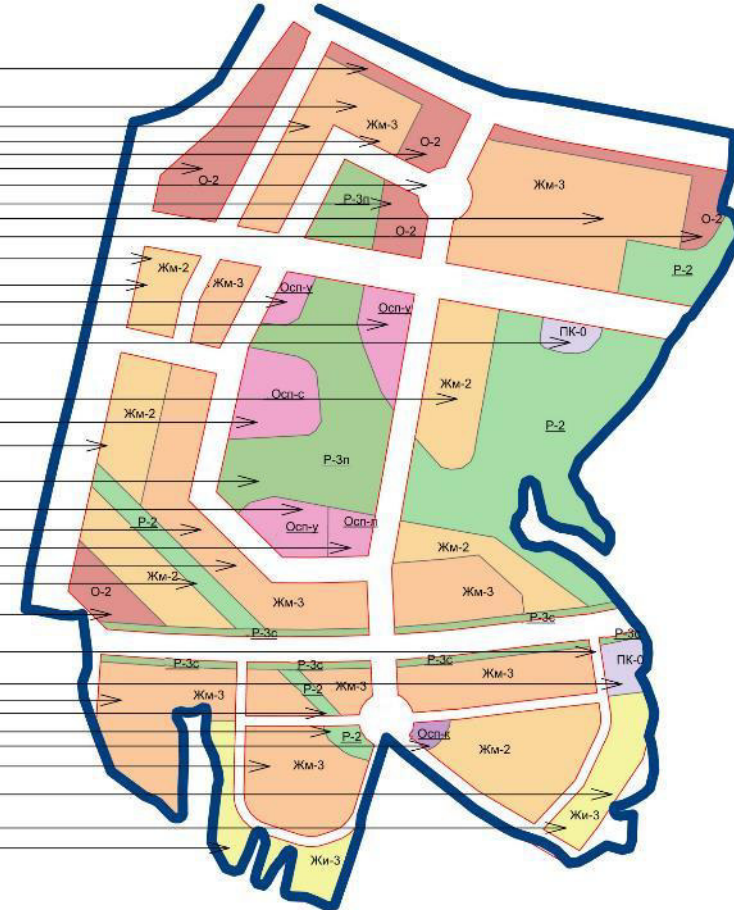 Жм-3
О-2
О-2
Жм-3
Р-3п
О-2
О-2
Жм-2
Р-2
Жм-3
Осп-у
Осп-у
ПК-0
Жм-2
Осп-с
Жм-2
Р-2
Р-3п
Р-2
Осп-у
Осп-л
Жм-2
Жм-2
О-2
Жм-3
Жм-3
Р-3с
Р-3с
Р-3с
Р-3с
Р-3с
Р-3с
ПК-0
Жм-3
Р-2
Жм-3
Жм-3
Р-2
Осп-к
Жм-2
Жм-3
Жи-3
Жи-3